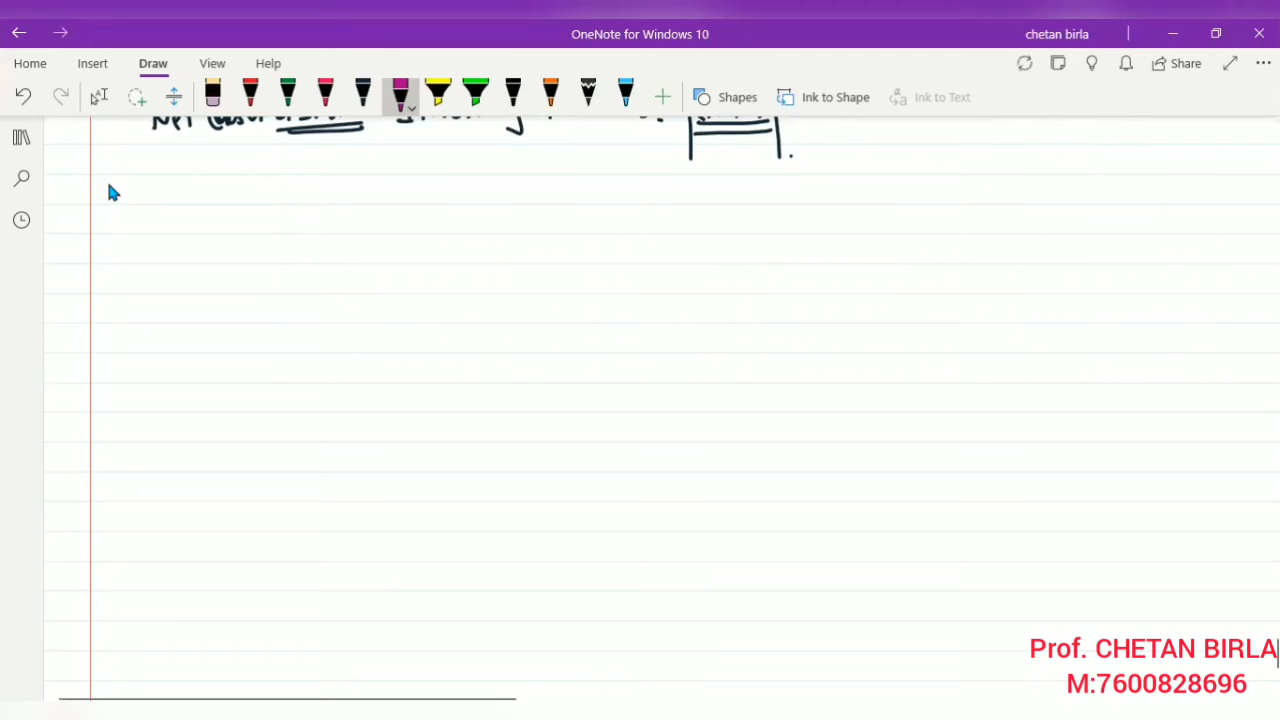 OneNote for Windows 10
chetan birla
Home Insert Draw View Help
Share
Shapes Ink to Shape Ink to Text
Prof. CHETAN BIRLA
M:7600828696